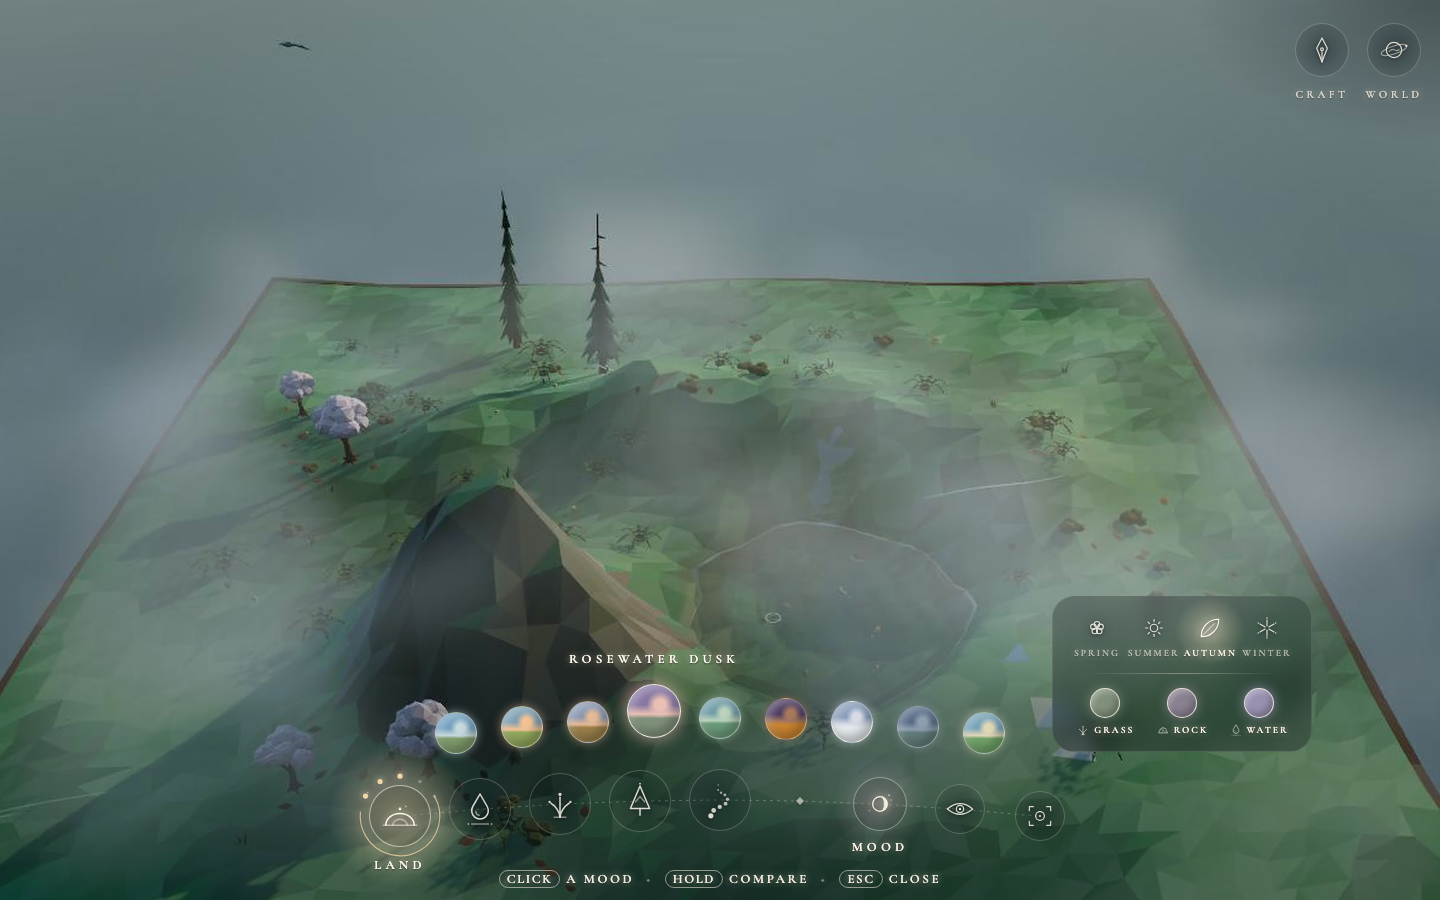 CRAFT WORLD
ROSEWATER DUSK
SPRING SUMMER AUTUMN WINTER
GRASS ROCK WATER
LAND
MOOD
CLICK A MOOD • HOLD COMPARE • ESC CLOSE